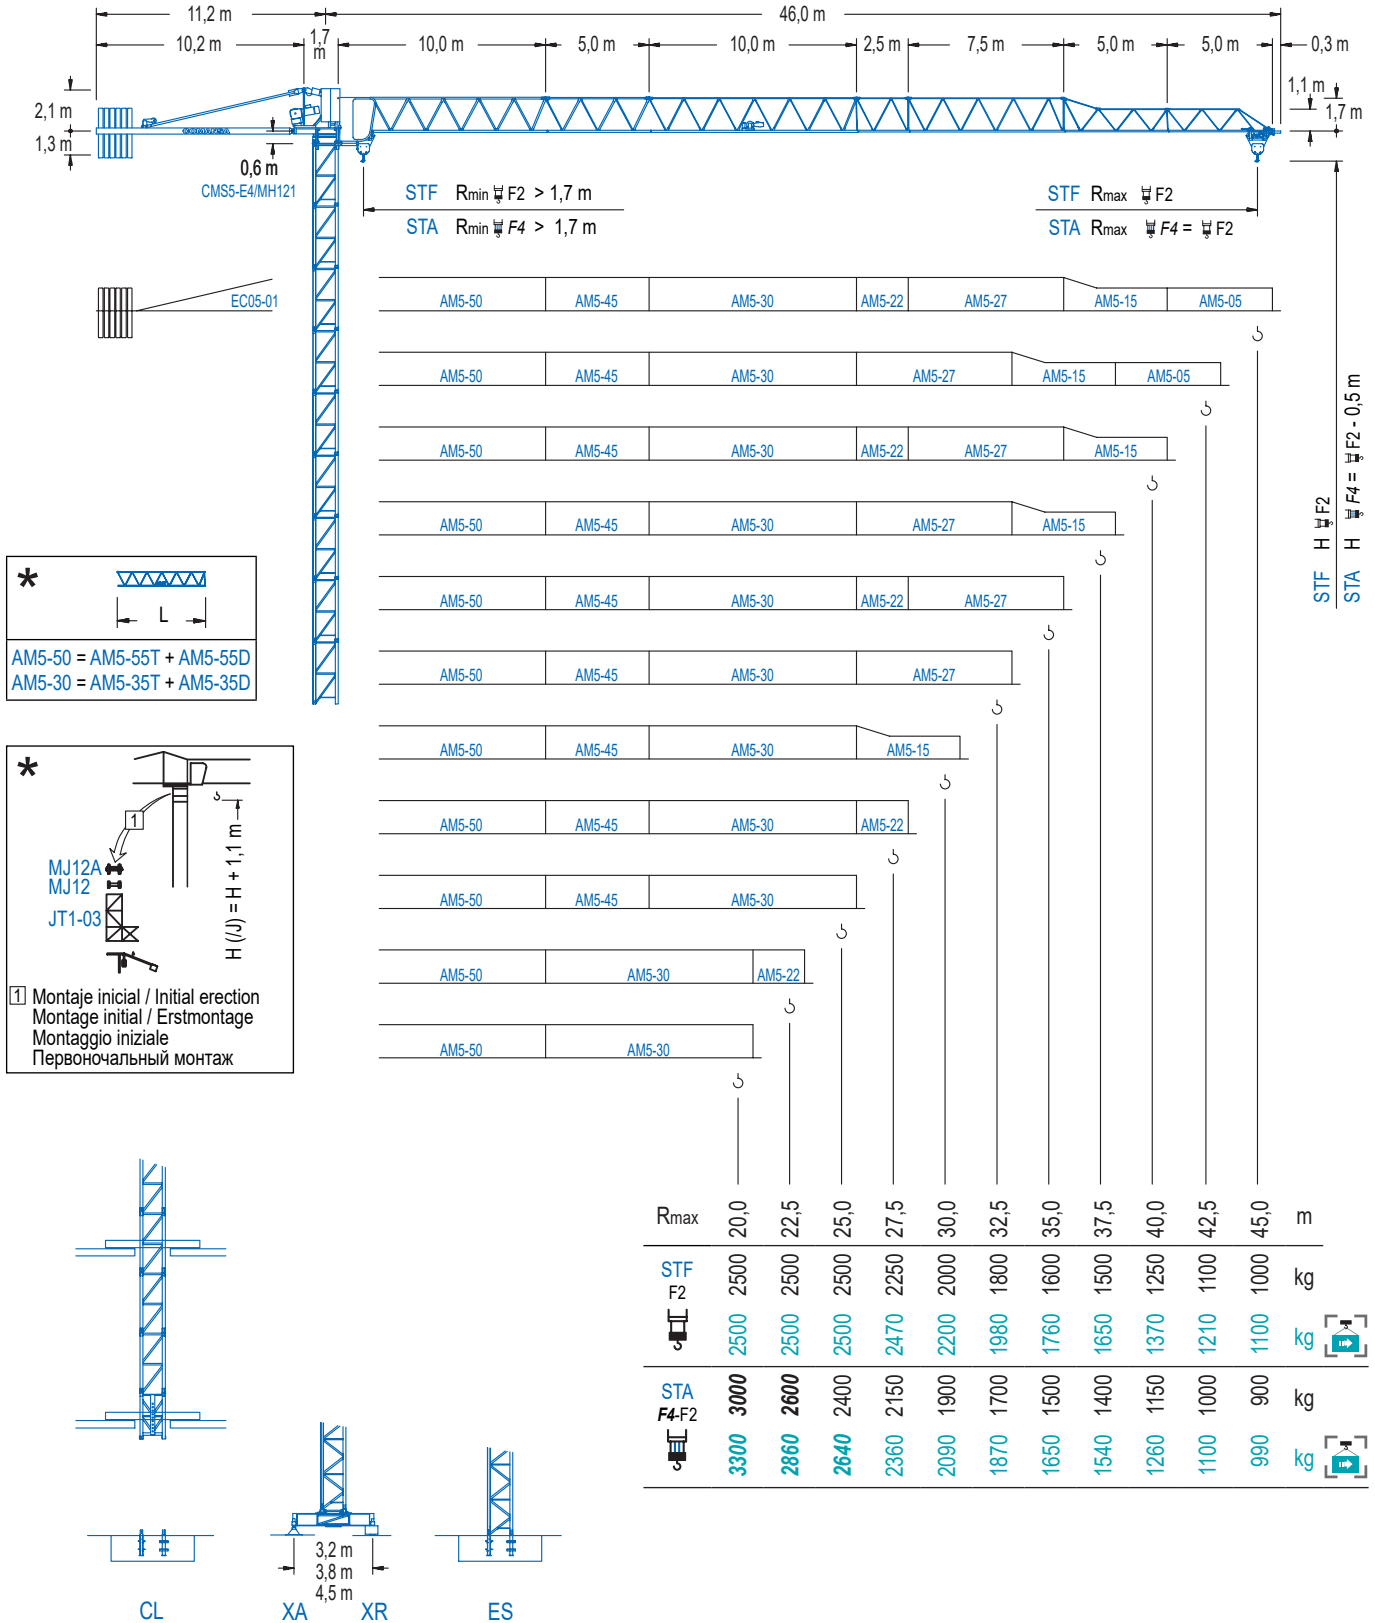 11,2 m
46,0 m
10,2 m
1,7 m
10,0 m
5,0 m
10,0 m
2,5 m
7,5 m
5,0 m
5,0 m
0,3 m
2,1 m
1,3 m
1,1 m
1,7 m
COMANSA
0,6 m
CMS5-E4/MH121
STF Rmin F2 > 1,7 m
STA Rmin F4 > 1,7 m
STF Rmax F2
STA Rmax F4 = F2
EC05-01
AM5-50 AM5-45 AM5-30 AM5-22 AM5-27 AM5-15 AM5-05
AM5-50 AM5-45 AM5-30 AM5-27 AM5-15 AM5-05
AM5-50 AM5-45 AM5-30 AM5-22 AM5-27 AM5-15
AM5-50 AM5-45 AM5-30 AM5-27 AM5-15
AM5-50 AM5-45 AM5-30 AM5-22 AM5-27
AM5-50 AM5-45 AM5-30 AM5-27
AM5-50 AM5-45 AM5-30 AM5-15
AM5-50 AM5-45 AM5-30 AM5-22
AM5-50 AM5-45 AM5-30
AM5-50 AM5-30 AM5-22
AM5-50 AM5-30
STF H F2
STA H F4 = F2 - 0,5 m
*
L
AM5-50 = AM5-55T + AM5-55D
AM5-30 = AM5-35T + AM5-35D
*
1
MJ12A
MJ12
JT1-03
H (/J) = H + 1,1 m
1 Montaje inicial / Initial erection
Montage initial / Erstmontage
Montaggio iniziale
Первоночальный монтаж
Rmax 20,0 22,5 25,0 27,5 30,0 32,5 35,0 37,5 40,0 42,5 45,0 m
STF F2 2500 2500 2500 2250 2000 1800 1600 1500 1250 1100 1000 kg
2500 2500 2500 2470 2200 1980 1760 1650 1370 1210 1100 kg
STA F4-F2 3000 2600 2400 2150 1900 1700 1500 1400 1150 1000 900 kg
3300 2860 2640 2360 2090 1870 1650 1540 1260 1100 990 kg
3,2 m
3,8 m
4,5 m
CL
XA
XR
ES